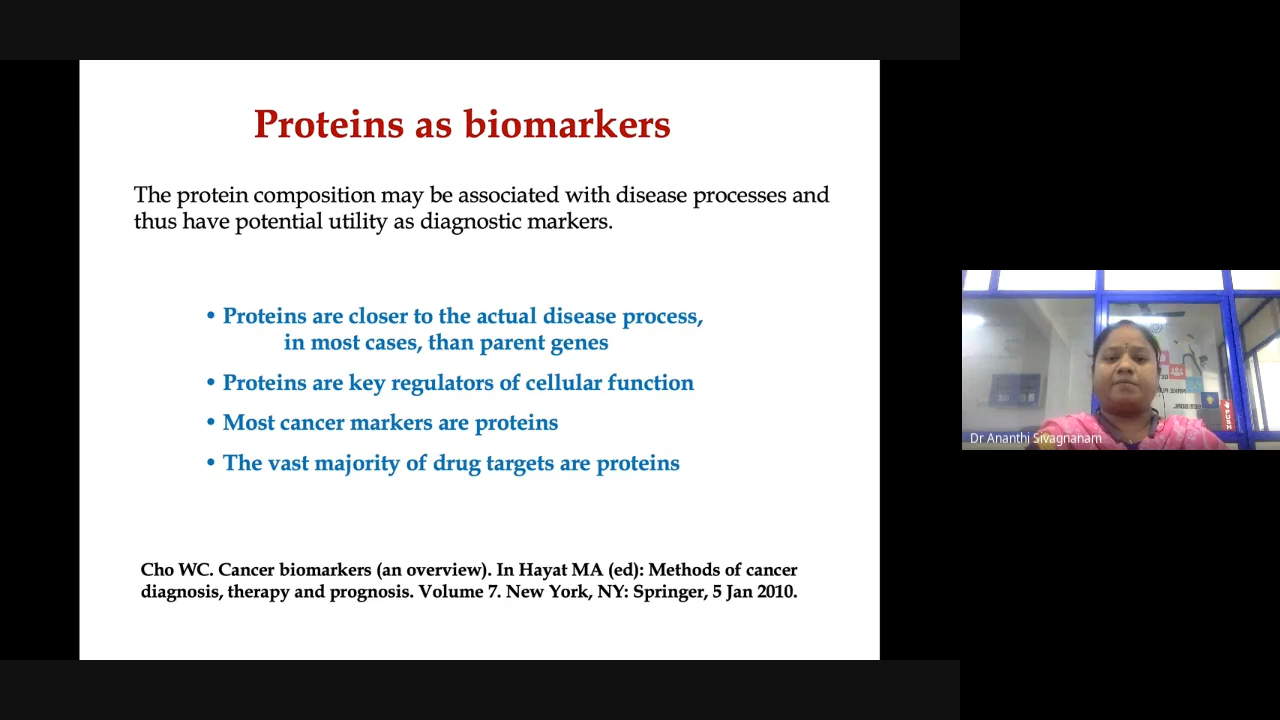 Proteins as biomarkers
The protein composition may be associated with disease processes and
thus have potential utility as diagnostic markers.
• Proteins are closer to the actual disease process,
in most cases, than parent genes
• Proteins are key regulators of cellular function
• Most cancer markers are proteins
• The vast majority of drug targets are proteins
Cho WC. Cancer biomarkers (an overview). In Hayat MA (ed): Methods of cancer
diagnosis, therapy and prognosis. Volume 7. New York, NY: Springer, 5 Jan 2010.
Dr Ananthi Sivagnanam